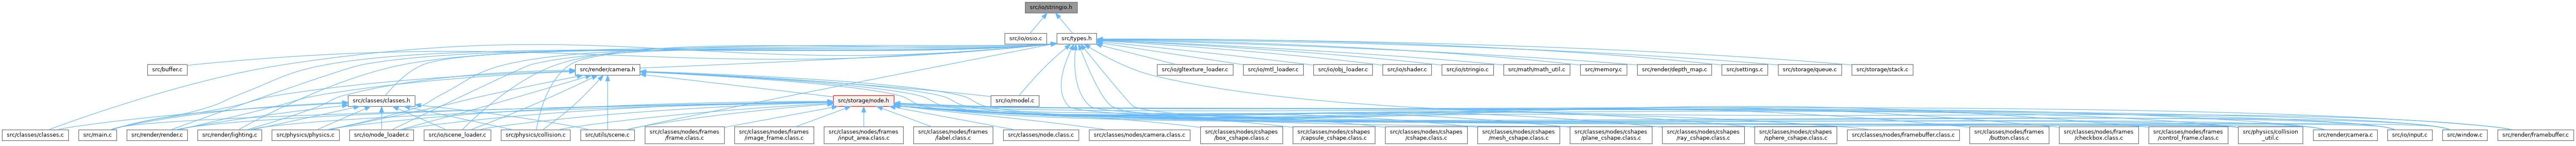 src/io/stringio.h
src/io/osio.c
src/types.h
src/buffer.c
src/render/camera.h
src/io/gltexture_loader.c
src/io/mtl_loader.c
src/io/obj_loader.c
src/io/shader.c
src/io/stringio.c
src/math/math_util.c
src/memory.c
src/render/depth_map.c
src/settings.c
src/storage/queue.c
src/storage/stack.c
src/classes/classes.h
src/storage/node.h
src/io/model.c
src/classes/classes.c
src/main.c
src/render/render.c
src/render/lighting.c
src/physics/physics.c
src/io/node_loader.c
src/io/scene_loader.c
src/physics/collision.c
src/utils/scene.c
src/classes/nodes/frames
/frame.class.c
src/classes/nodes/frames
/image_frame.class.c
src/classes/nodes/frames
/input_area.class.c
src/classes/nodes/frames
/label.class.c
src/classes/node.class.c
src/classes/nodes/camera.class.c
src/classes/nodes/cshapes
/box_cshape.class.c
src/classes/nodes/cshapes
/capsule_cshape.class.c
src/classes/nodes/cshapes
/cshape.class.c
src/classes/nodes/cshapes
/mesh_cshape.class.c
src/classes/nodes/cshapes
/plane_cshape.class.c
src/classes/nodes/cshapes
/ray_cshape.class.c
src/classes/nodes/cshapes
/sphere_cshape.class.c
src/classes/nodes/framebuffer.class.c
src/classes/nodes/frames
/button.class.c
src/classes/nodes/frames
/checkbox.class.c
src/classes/nodes/frames
/control_frame.class.c
src/physics/collision
_util.c
src/render/camera.c
src/io/input.c
src/window.c
src/render/framebuffer.c